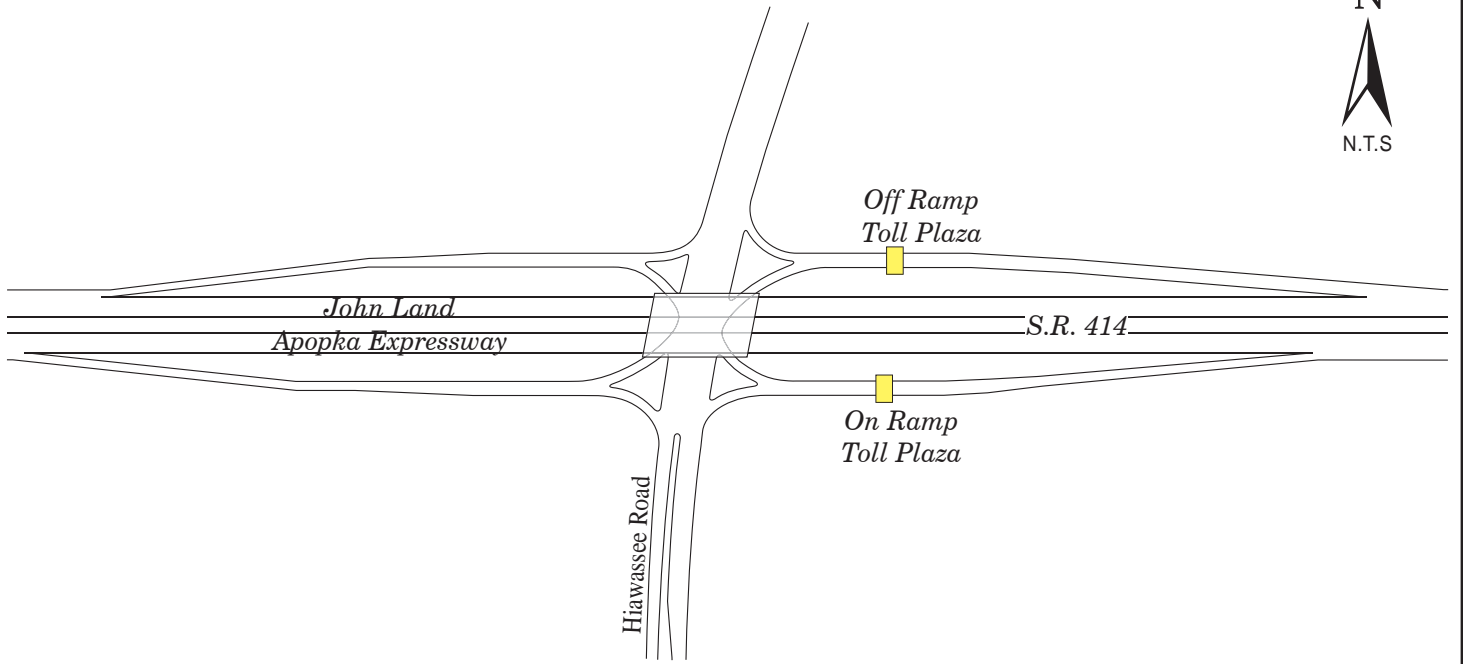 N
N.T.S
Off Ramp
Toll Plaza
John Land
Apopka Expressway
S.R. 414
On Ramp
Toll Plaza
Hiawassee Road